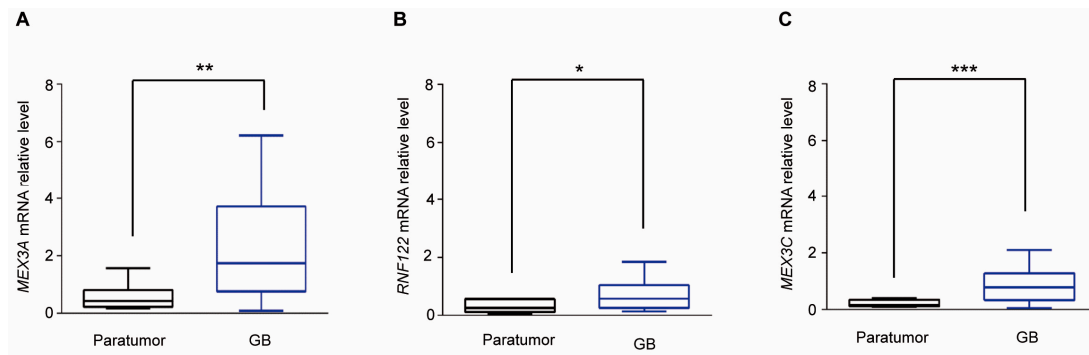 A
MEX3A mRNA relative level
**
8
6
4
2
0
Paratumor
GB
B
RNF122 mRNA relative level
*
8
6
4
2
0
Paratumor
GB
C
MEX3C mRNA relative level
***
8
6
4
2
0
Paratumor
GB